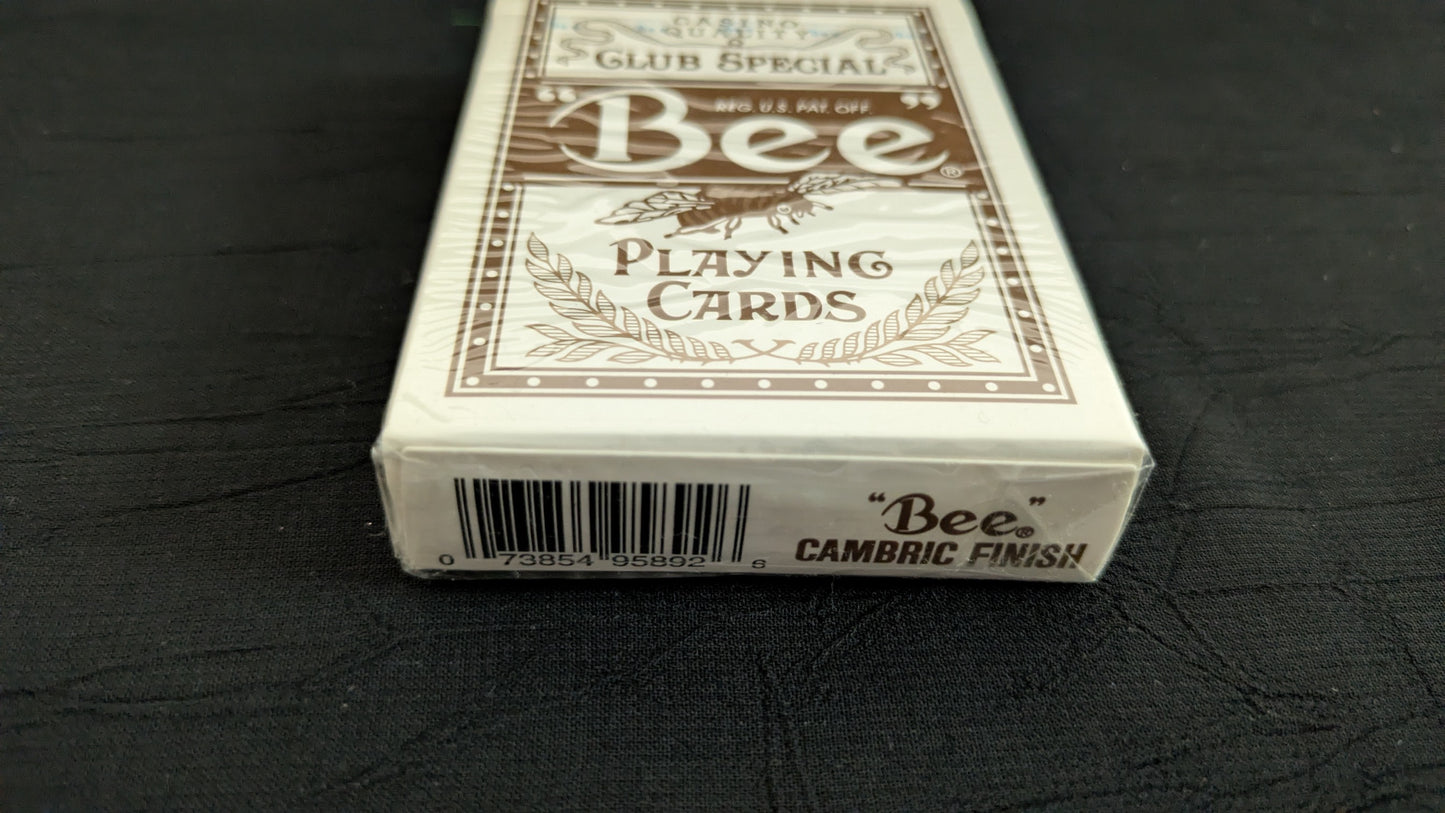 CASINO
QUALITY
CLUB SPECIAL
“Bee”®
REG. U.S. PAT. OFF.
PLAYING
CARDS
0 73854 95892 6
“Bee®”
CAMBRIC FINISH